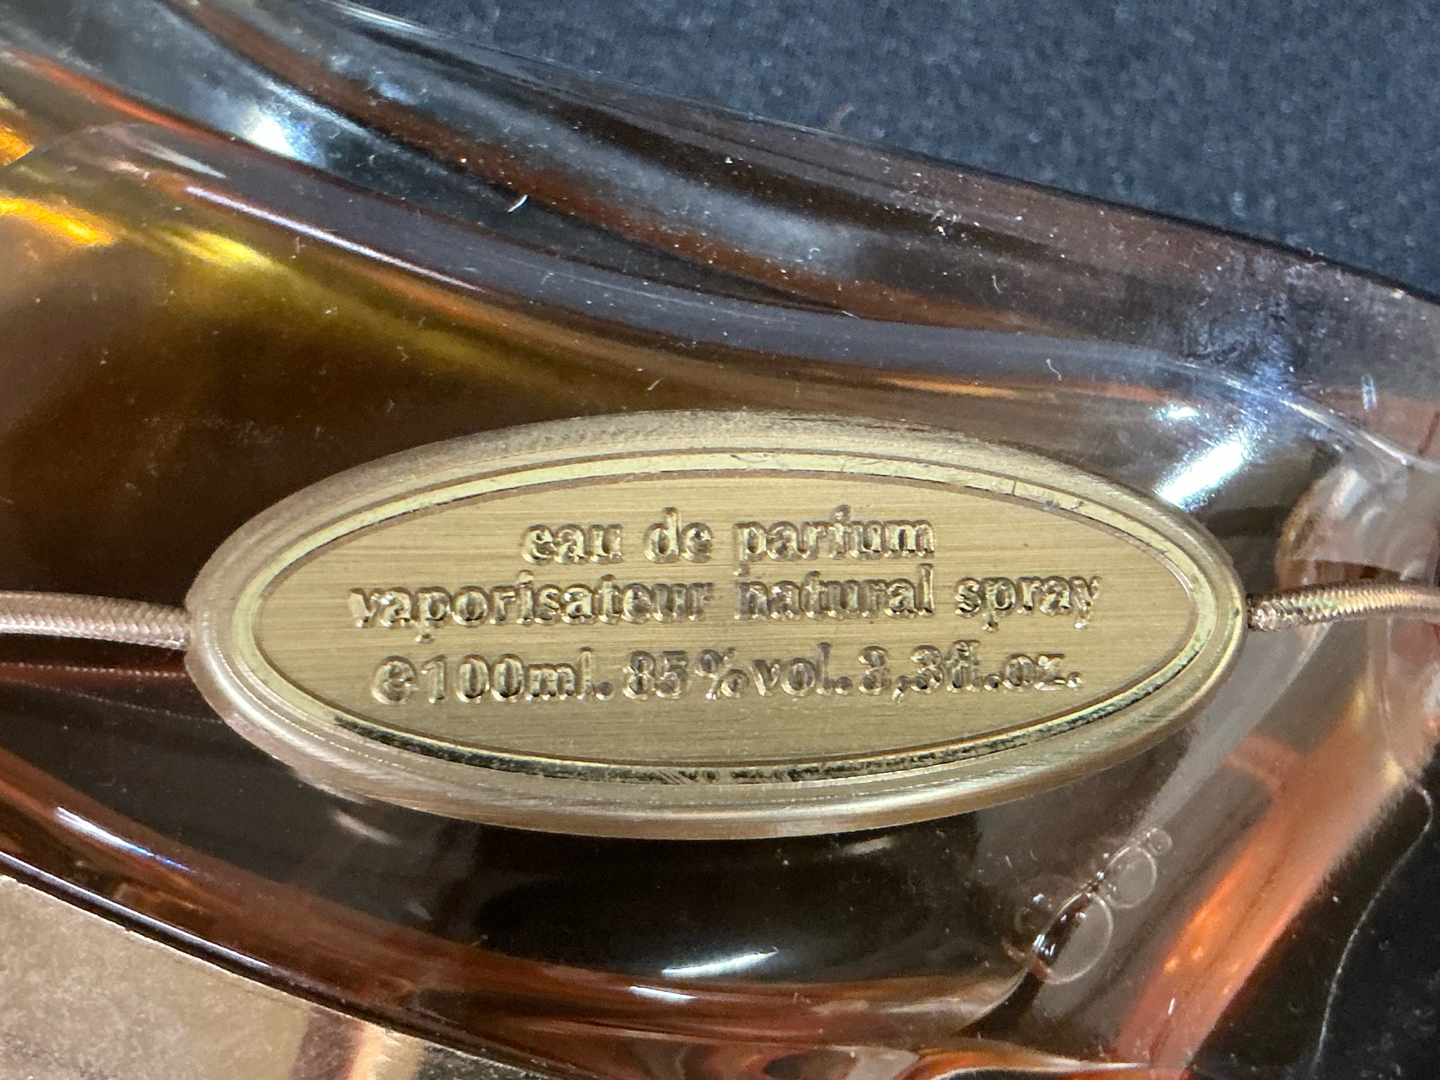 eau de parfum
vaporisateur natural spray
℮100ml. 85%vol. 3,3fl.oz.